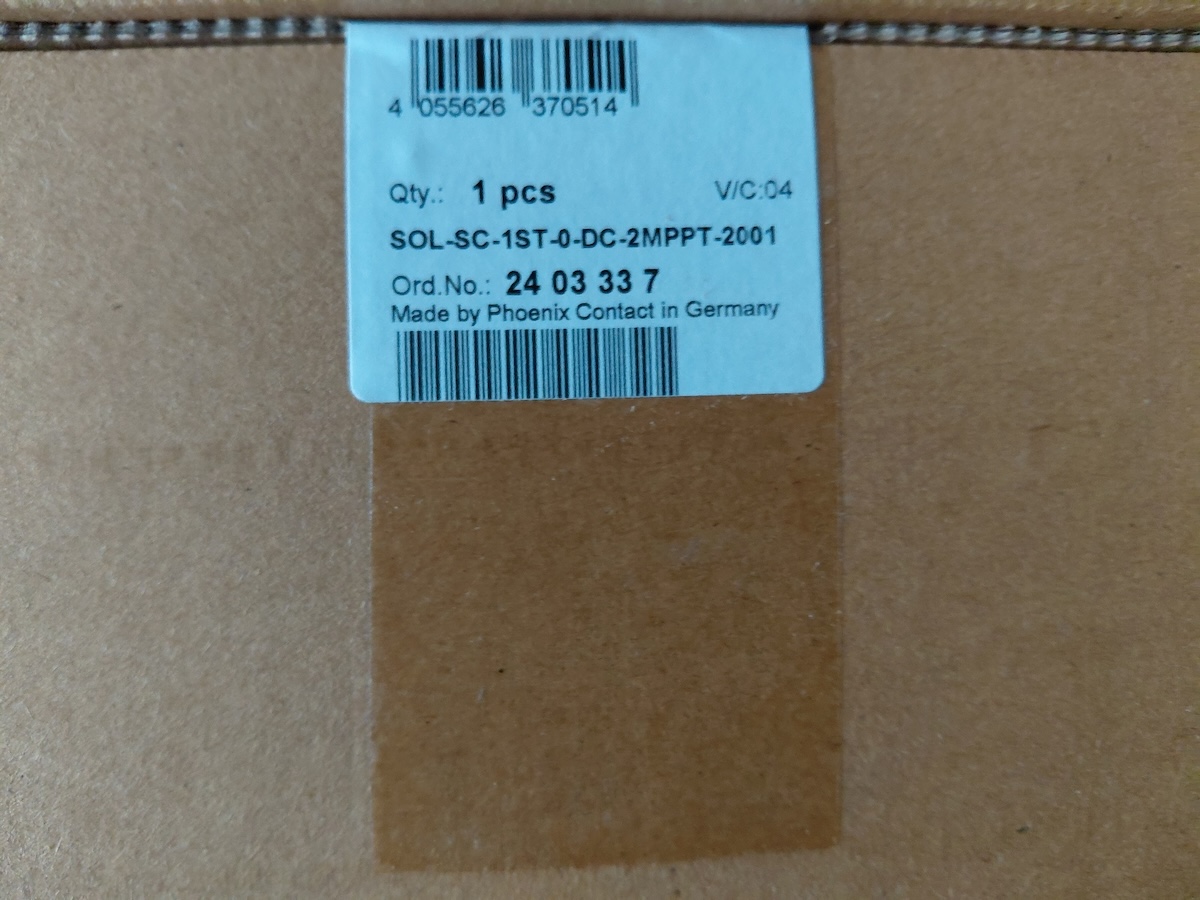 4 055626 370514
Qty.: 1 pcs V/C:04
SOL-SC-1ST-0-DC-2MPPT-2001
Ord.No.: 24 03 33 7
Made by Phoenix Contact in Germany